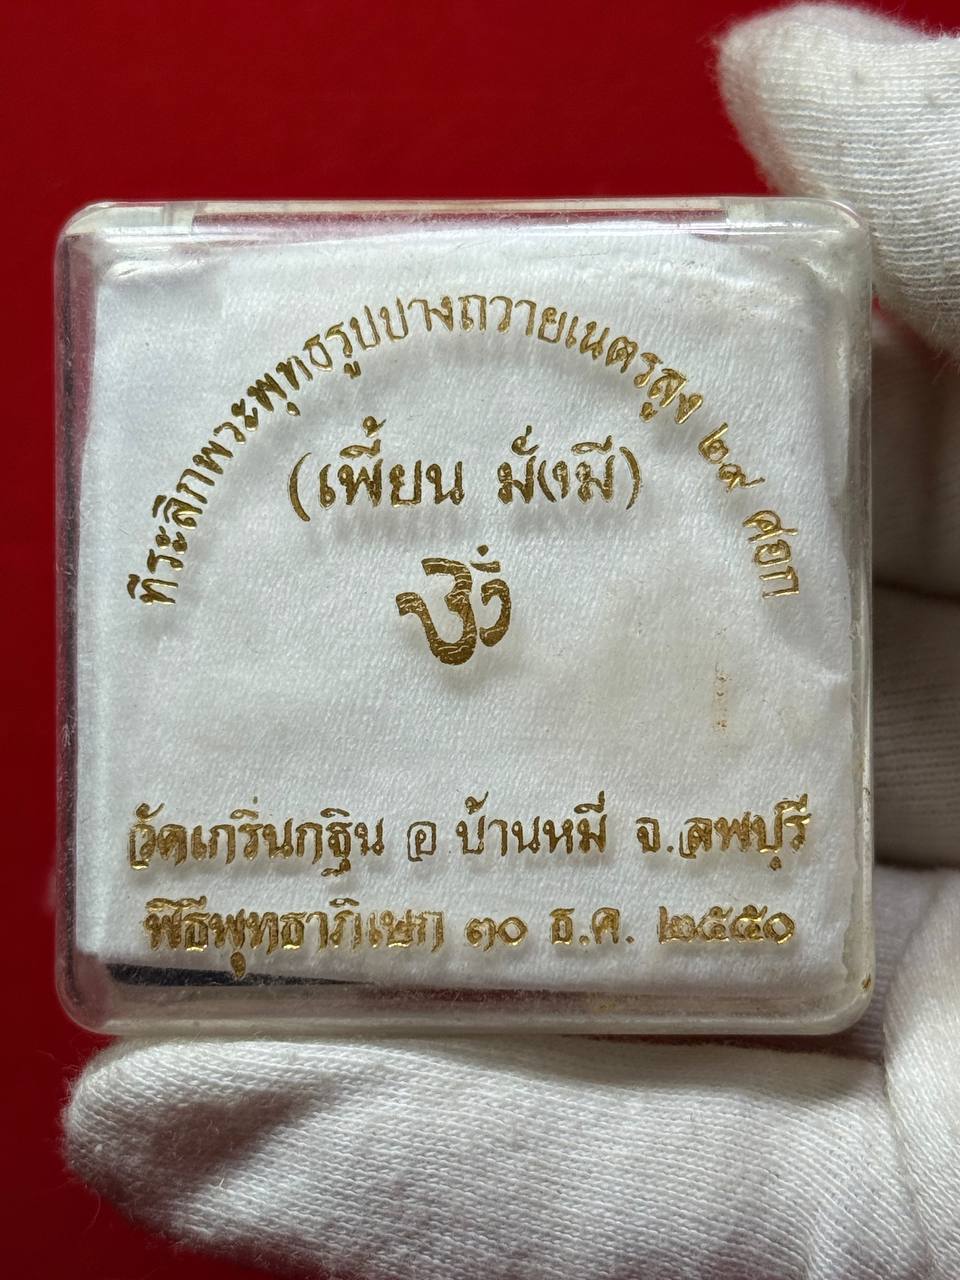 ที่ระลึกพระพุทธรูปปางถวายเนตรสูง ๒๙ ศอก
(เพี้ยน มั่งมี)
วัดเกริ่นกฐิน อ บ้านหมี่ จ.ลพบุรี
พิธีพุทธาภิเษก ๓๐ ธ.ค. ๒๕๕๐